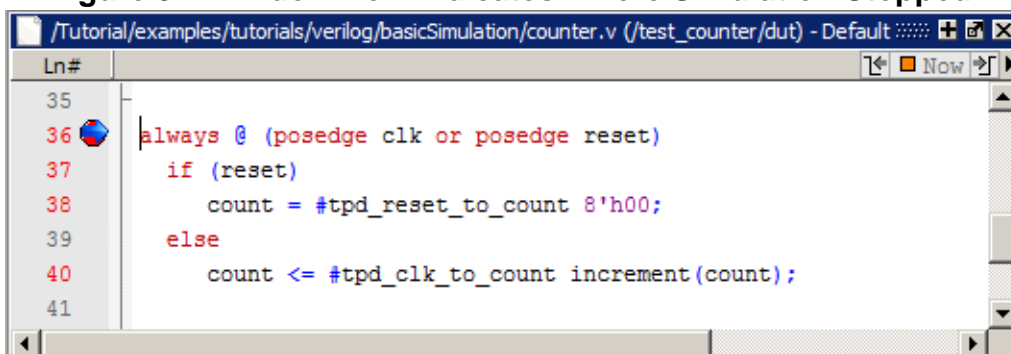 /Tutorial/examples/tutorials/verilog/basicSimulation/counter.v (/test_counter/dut) - Default
Ln#
Now
35
36 always @ (posedge clk or posedge reset)
37 if (reset)
38 count = #tpd_reset_to_count 8'h00;
39 else
40 count <= #tpd_clk_to_count increment(count);
41